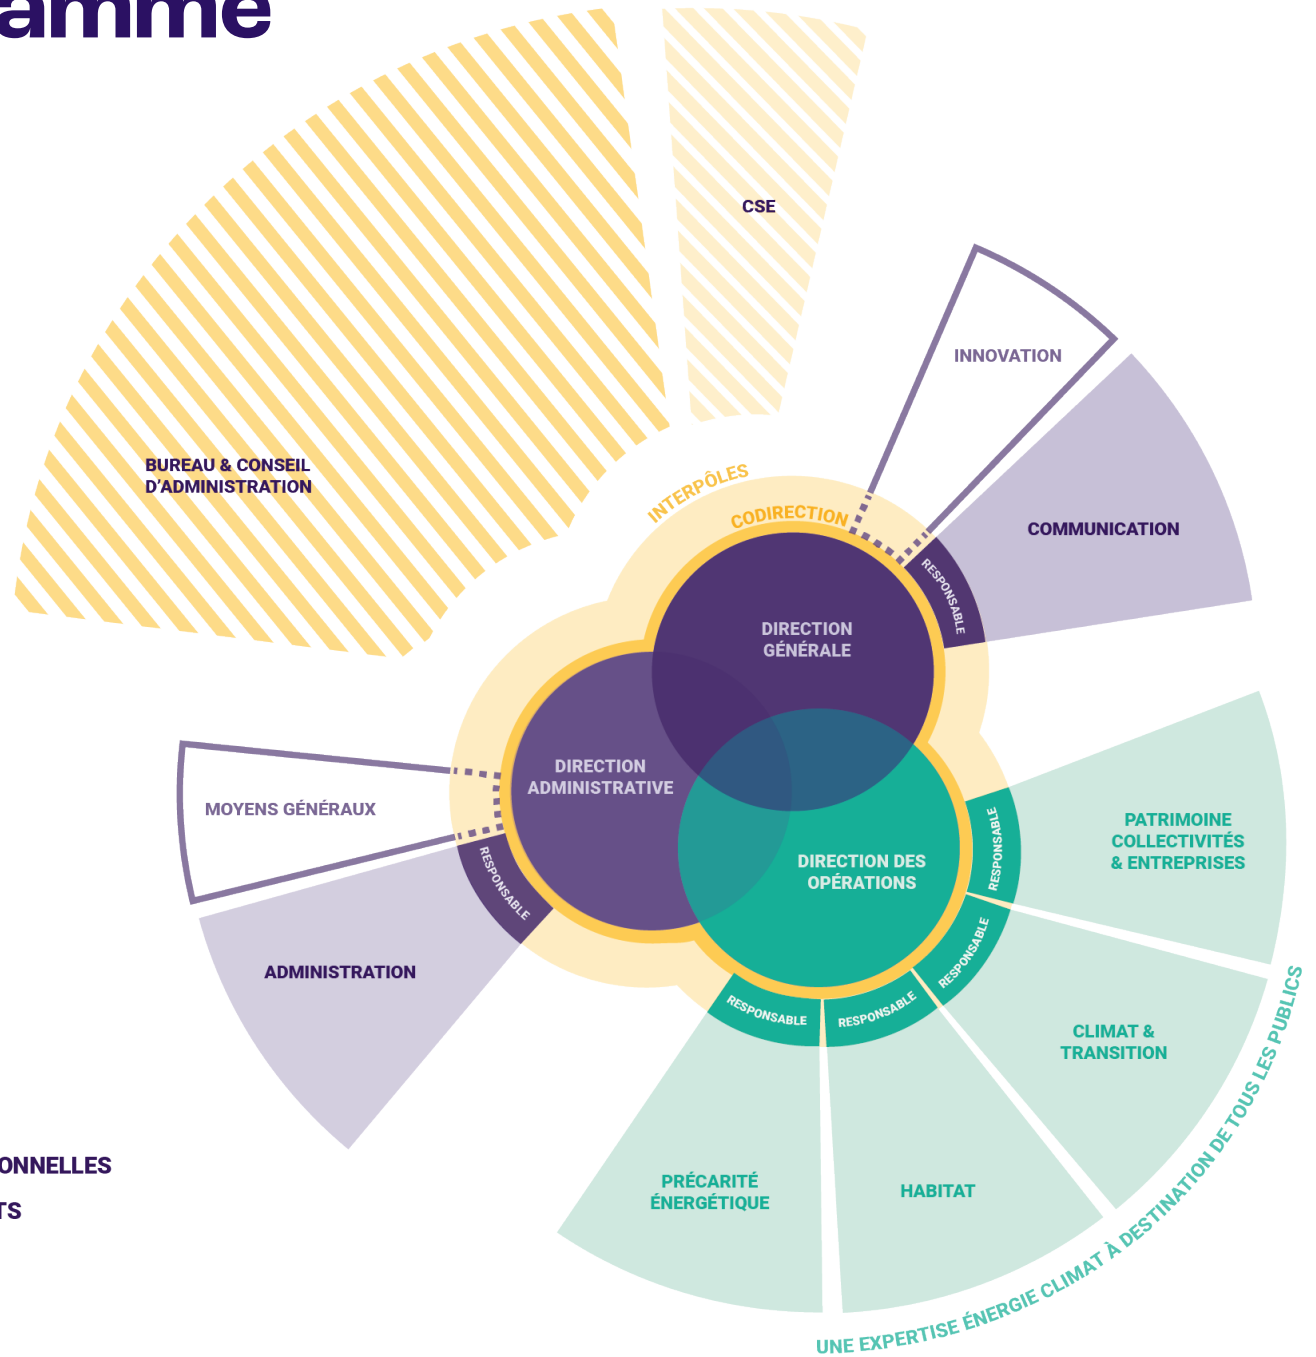 amme
CSE
INNOVATION
BUREAU & CONSEIL
D'ADMINISTRATION
INTERPÔLES
CODIRECTION
COMMUNICATION
RESPONSABLE
DIRECTION
GÉNÉRALE
DIRECTION
ADMINISTRATIVE
MOYENS GÉNÉRAUX
RESPONSABLE
ADMINISTRATION
DIRECTION DES
OPÉRATIONS
RESPONSABLE
PATRIMOINE
COLLECTIVITÉS
& ENTREPRISES
RESPONSABLE
CLIMAT &
TRANSITION
RESPONSABLE
HABITAT
RESPONSABLE
PRÉCARITÉ
ÉNERGÉTIQUE
UNE EXPERTISE ÉNERGIE CLIMAT À DESTINATION DE TOUS LES PUBLICS
ONNELLES
TS